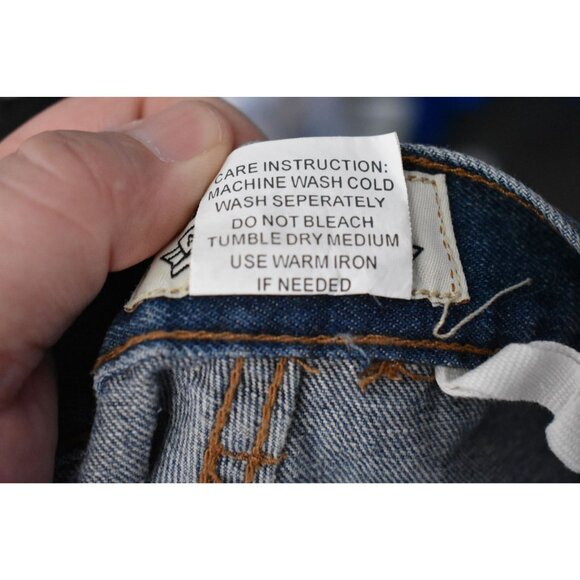 CARE INSTRUCTION:
MACHINE WASH COLD
WASH SEPERATELY
DO NOT BLEACH
TUMBLE DRY MEDIUM
USE WARM IRON
IF NEEDED